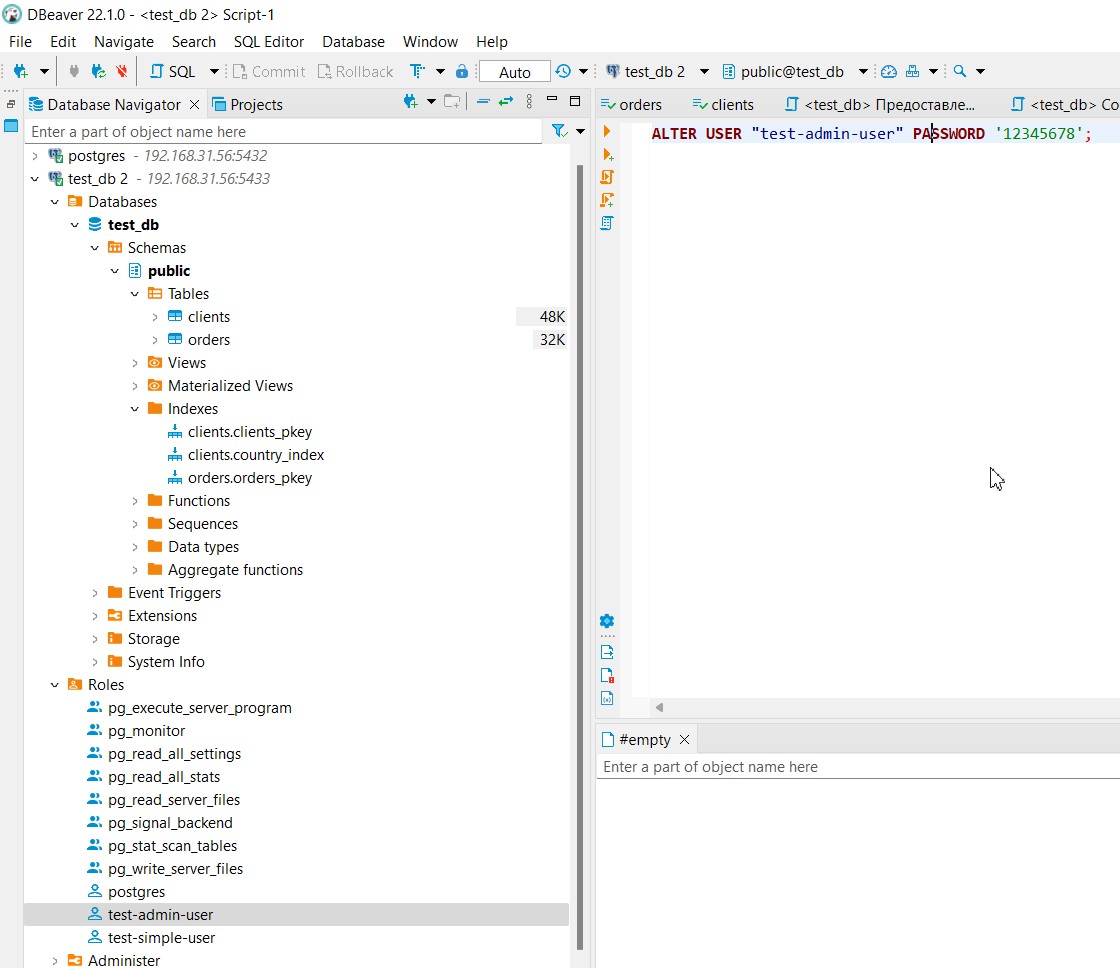 DBeaver 22.1.0 - <test_db 2> Script-1
File Edit Navigate Search SQL Editor Database Window Help
SQL Commit Rollback Auto test_db 2 public@test_db
Database Navigator Projects
orders clients <test_db> Предоставле... <test_db> Со
Enter a part of object name here
ALTER USER "test-admin-user" PASSWORD '12345678';
postgres - 192.168.31.56:5432
test_db 2 - 192.168.31.56:5433
Databases
test_db
Schemas
public
Tables
clients 48K
orders 32K
Views
Materialized Views
Indexes
clients.clients_pkey
clients.country_index
orders.orders_pkey
Functions
Sequences
Data types
Aggregate functions
Event Triggers
Extensions
Storage
System Info
Roles
pg_execute_server_program
pg_monitor
pg_read_all_settings
pg_read_all_stats
pg_read_server_files
pg_signal_backend
pg_stat_scan_tables
pg_write_server_files
postgres
test-admin-user
test-simple-user
Administer
#empty
Enter a part of object name here